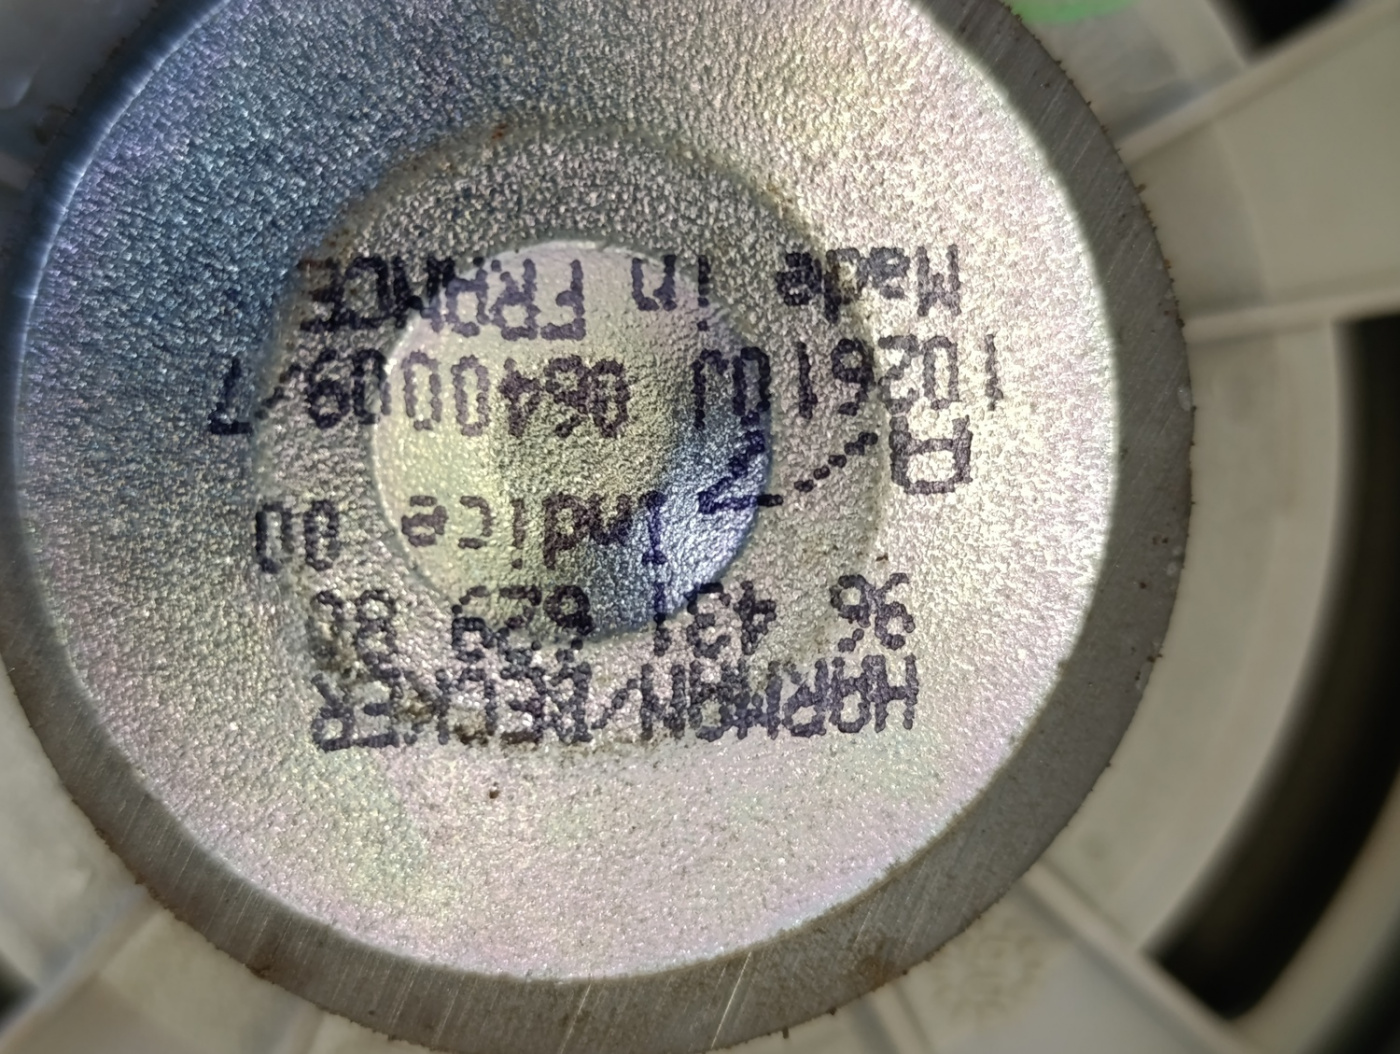 HARMAN/BECKER
96 431 629 80
Indice 00
102610J 0640009/7
Made in FRANCE